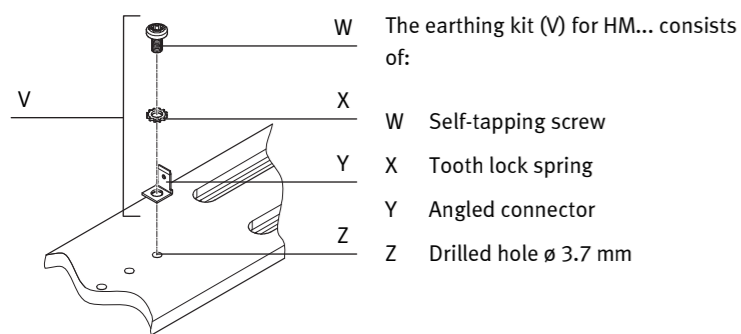 V
W
X
Y
Z
The earthing kit (V) for HM... consists
of:
W Self-tapping screw
X Tooth lock spring
Y Angled connector
Z Drilled hole ø 3.7 mm